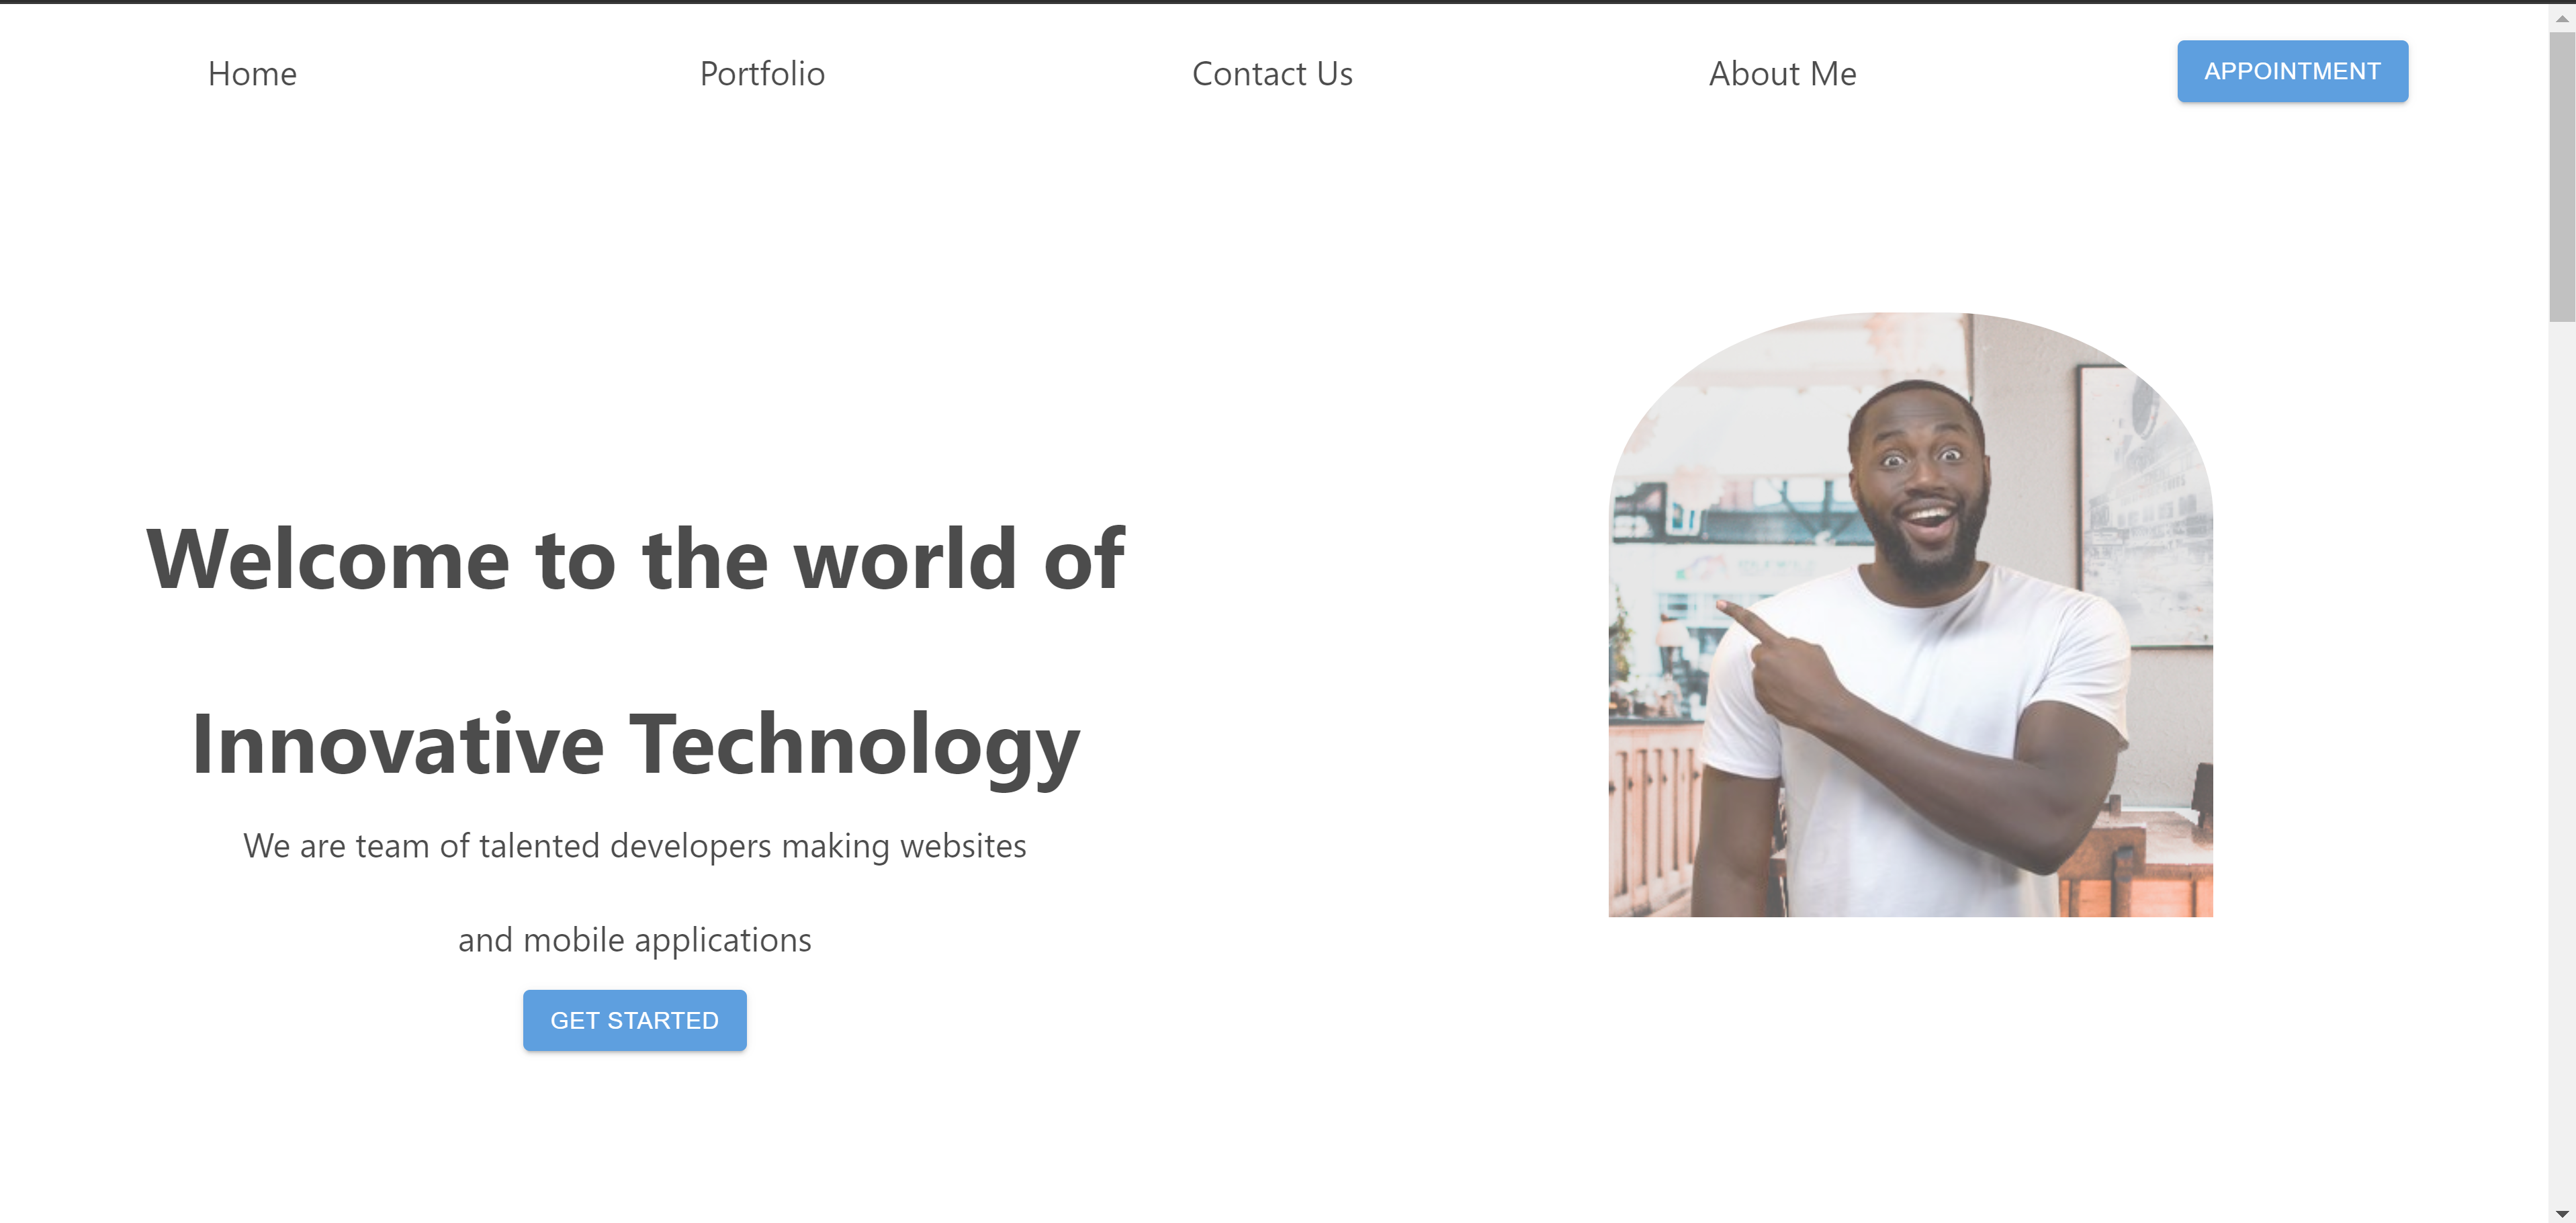 Home
Portfolio
Contact Us
About Me
APPOINTMENT
Welcome to the world of
Innovative Technology
We are team of talented developers making websites
and mobile applications
GET STARTED